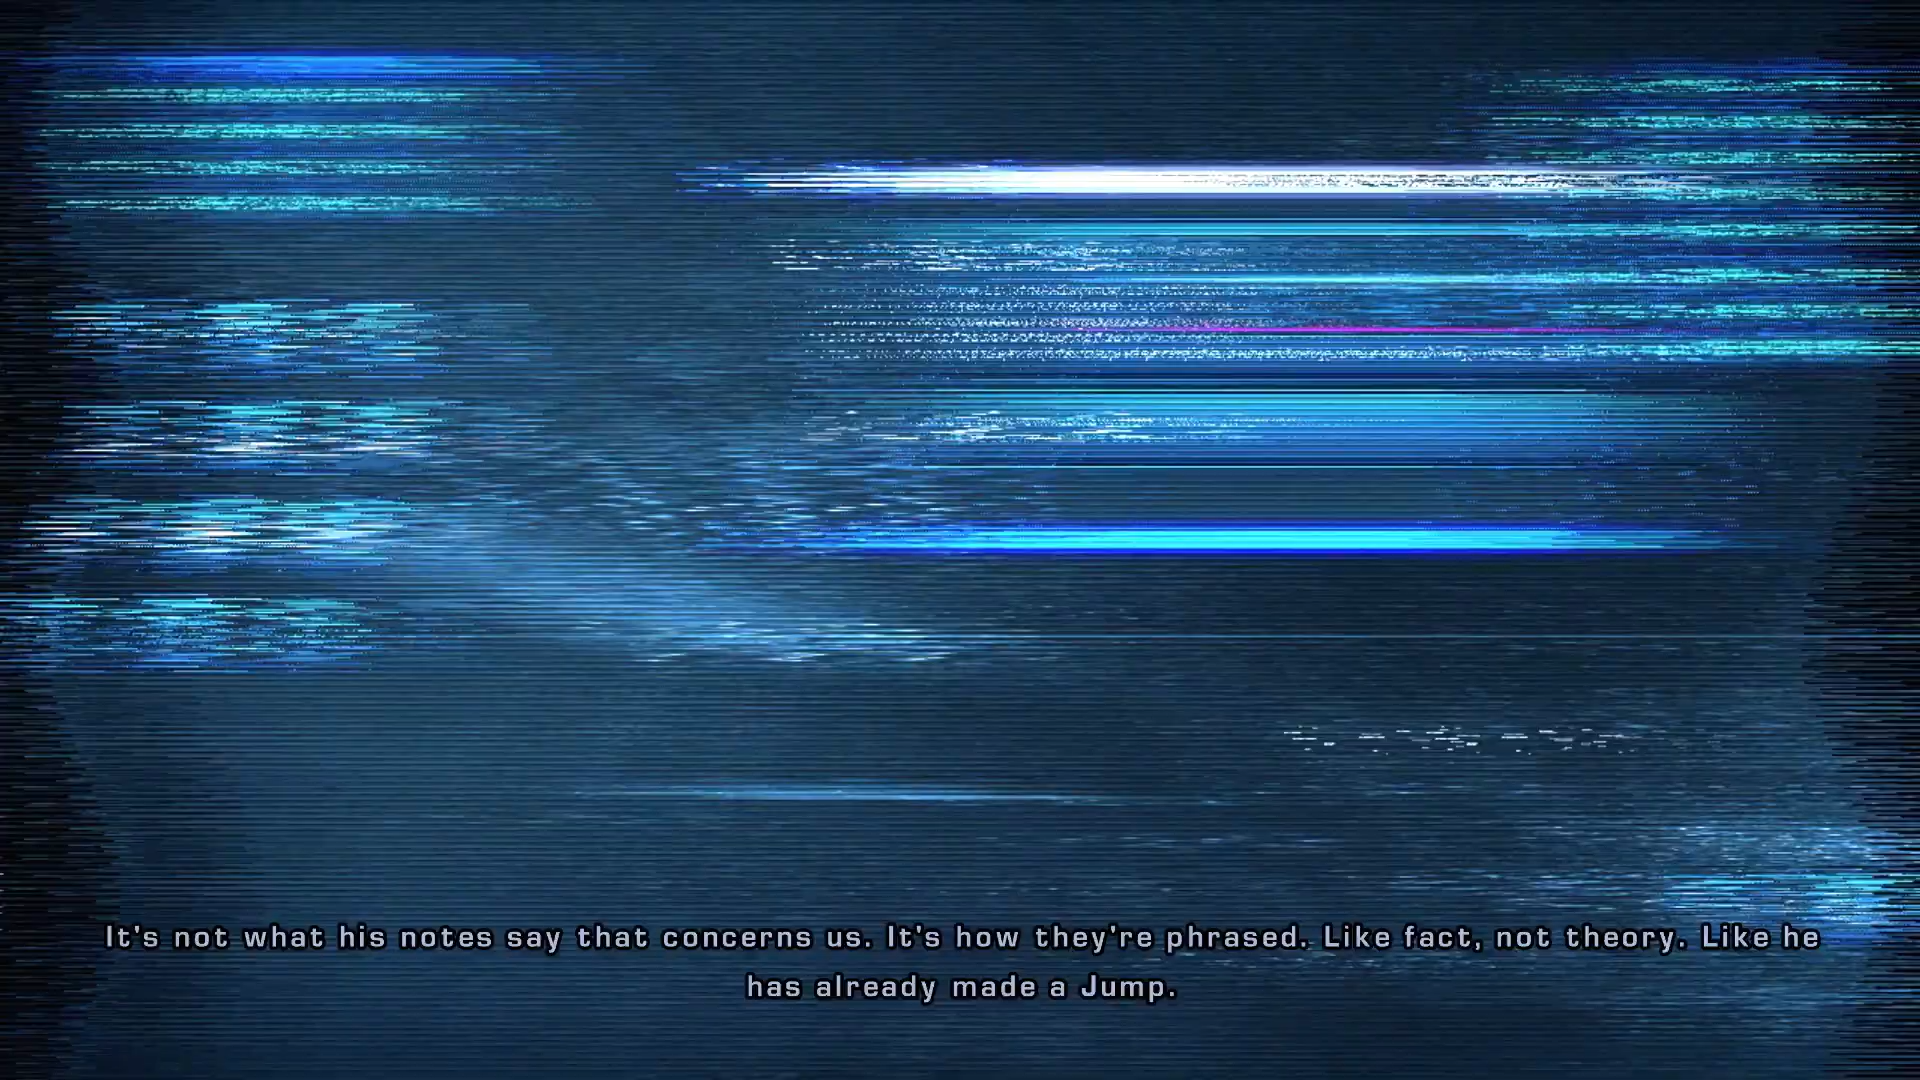 It's not what his notes say that concerns us. It's how they're phrased. Like fact, not theory. Like he
has already made a Jump.